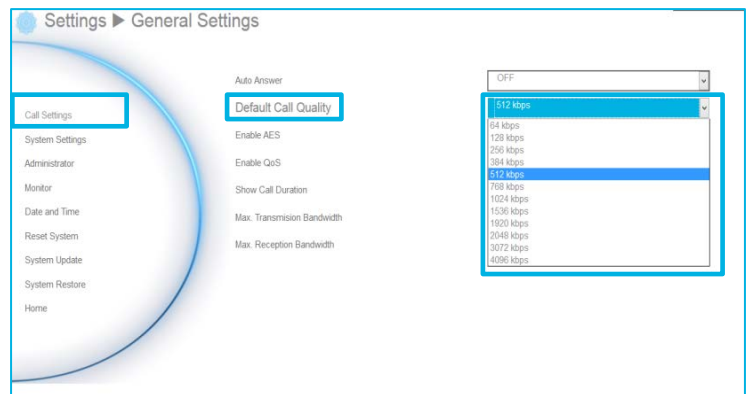 Settings ▶ General Settings
Call Settings
System Settings
Administrator
Monitor
Date and Time
Reset System
System Update
System Restore
Home
Auto Answer
OFF
Default Call Quality
512 kbps
Enable AES
Enable QoS
Show Call Duration
Max. Transmision Bandwidth
Max. Reception Bandwidth
64 kbps
128 kbps
256 kbps
384 kbps
512 kbps
768 kbps
1024 kbps
1536 kbps
1920 kbps
2048 kbps
3072 kbps
4096 kbps